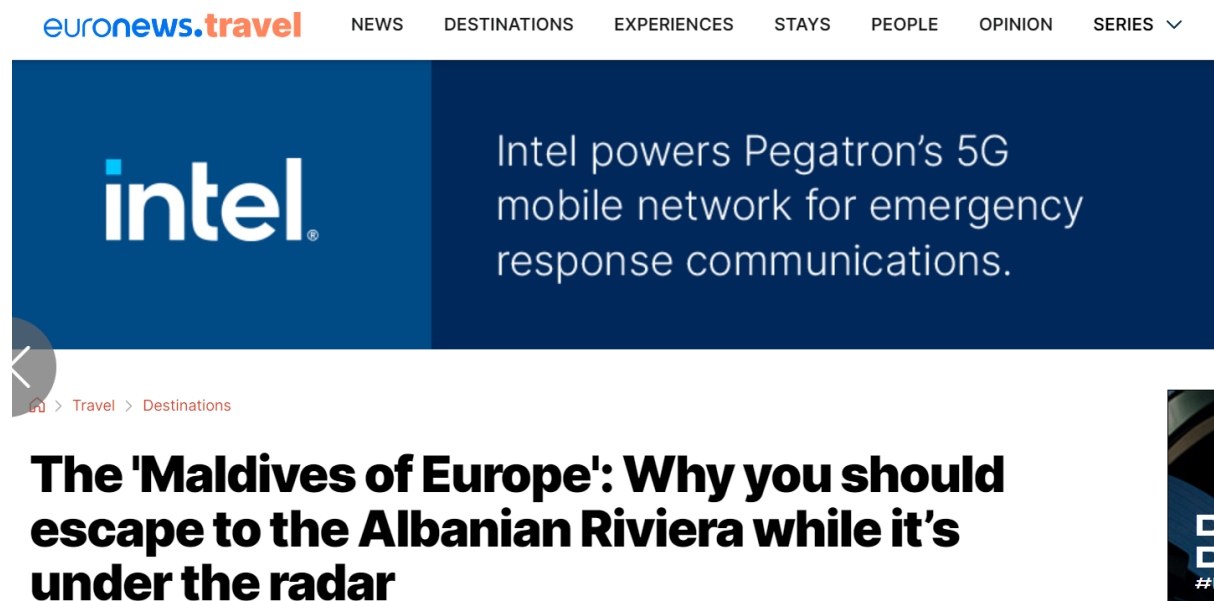 euronews.travel NEWS DESTINATIONS EXPERIENCES STAYS PEOPLE OPINION SERIES
intel®
Intel powers Pegatron’s 5G
mobile network for emergency
response communications.
Travel > Destinations
The 'Maldives of Europe': Why you should
escape to the Albanian Riviera while it’s
under the radar